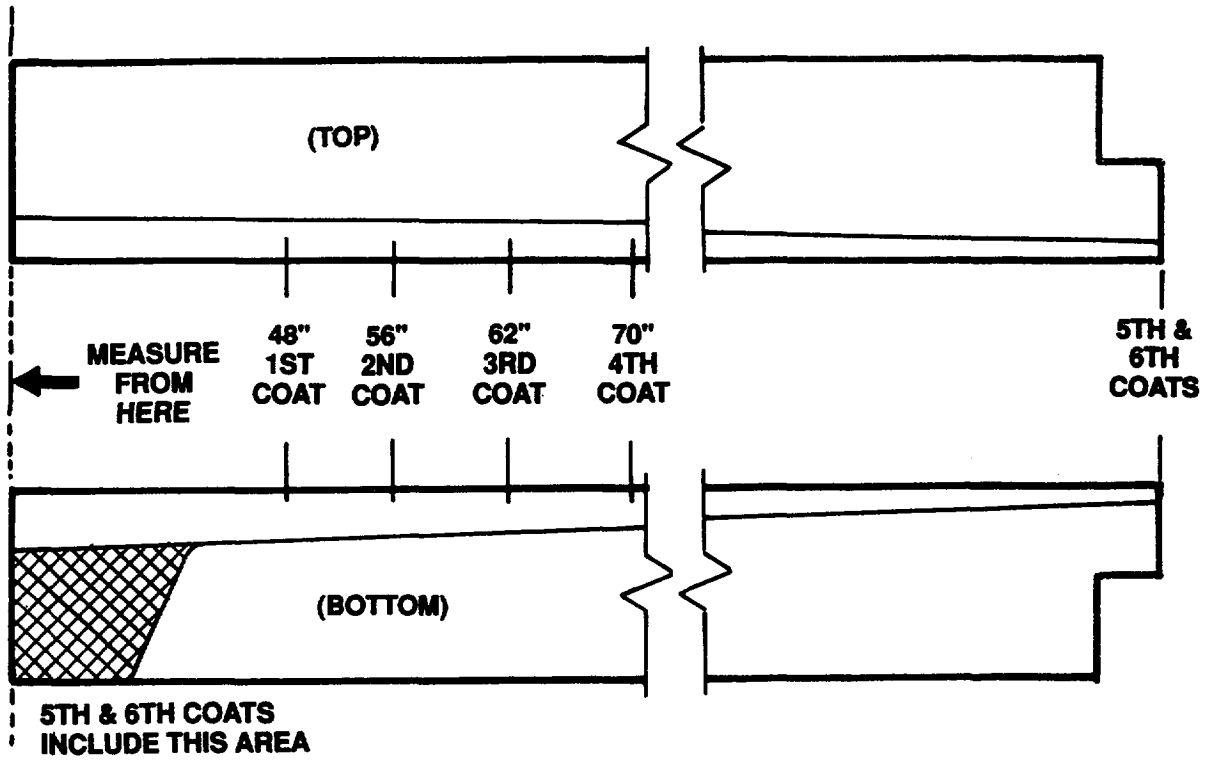 (TOP)
MEASURE
FROM
HERE
48"
1ST
COAT
56"
2ND
COAT
62"
3RD
COAT
70"
4TH
COAT
5TH &
6TH
COATS
(BOTTOM)
5TH & 6TH COATS
INCLUDE THIS AREA